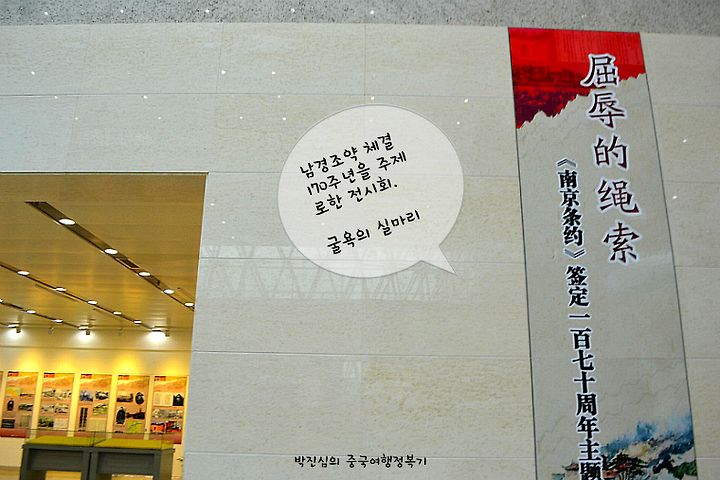 남경조약 체결
170주년을 주제
로한 전시회.
굴욕의 실마리
屈辱的绳索
《南京条约》签定一百七十周年主题
박진심의 중국여행정복기